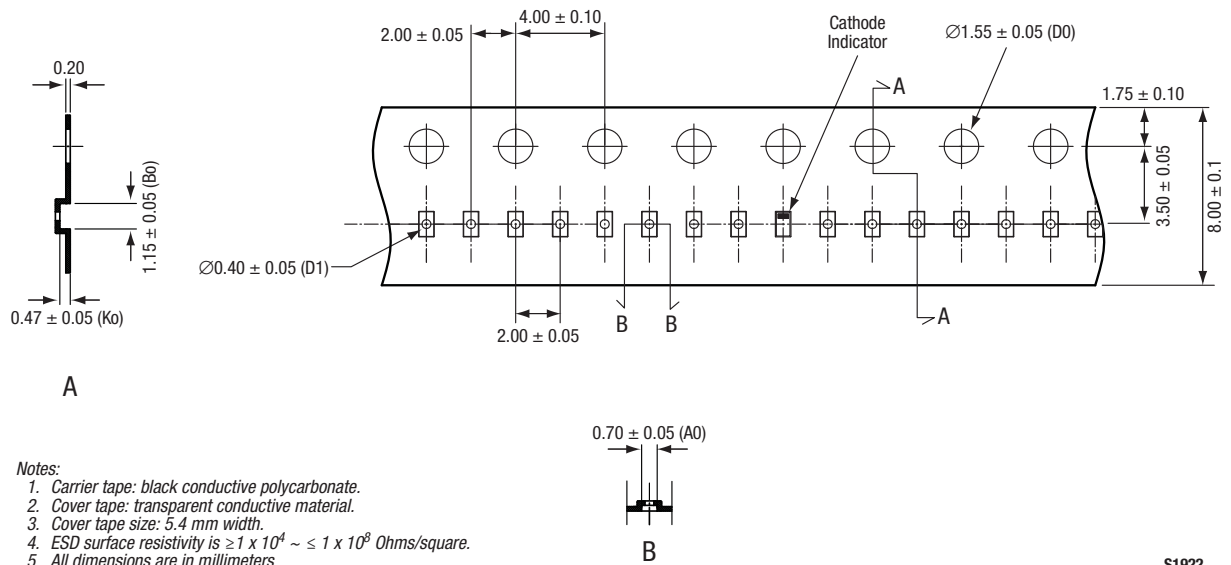 4.00 ± 0.10
2.00 ± 0.05
Cathode
Indicator
∅1.55 ± 0.05 (D0)
0.20
A
1.75 ± 0.10
1.15 ± 0.05 (Bo)
3.50 ± 0.05
8.00 ± 0.1
∅0.40 ± 0.05 (D1)
0.47 ± 0.05 (Ko)
B B
A
2.00 ± 0.05
A
0.70 ± 0.05 (A0)
Notes:
1. Carrier tape: black conductive polycarbonate.
2. Cover tape: transparent conductive material.
3. Cover tape size: 5.4 mm width.
4. ESD surface resistivity is ≥1 x 10⁴ ~ ≤ 1 x 10⁸ Ohms/square.
5. All dimensions are in millimeters
B
S1922